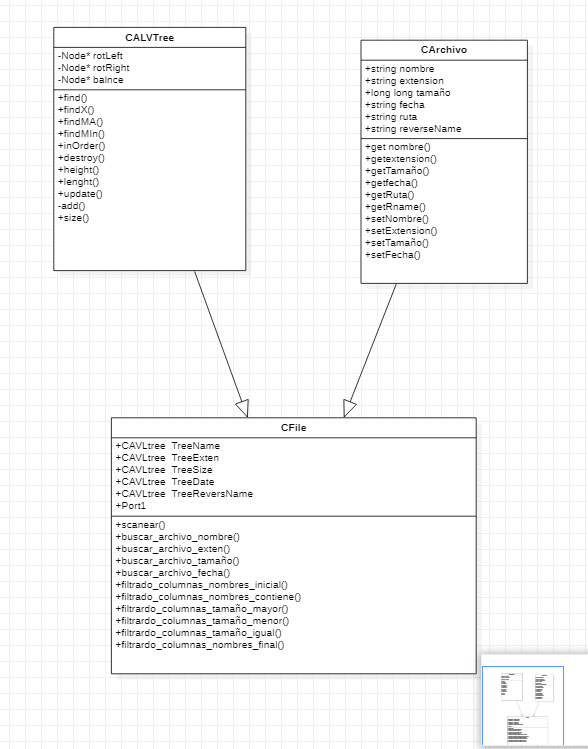 CALVTree
-Node* rotLeft
-Node* rotRight
-Node* balnce
+find()
+findX()
+findMA()
+findMIn()
+inOrder()
+destroy()
+height()
+lenght()
+update()
-add()
+size()
CArchivo
+string nombre
+string extension
+long long tamaño
+string fecha
+string ruta
+string reverseName
+get nombre()
+getextension()
+getTamaño()
+getfecha()
+getRuta()
+getRname()
+setNombre()
+setExtension()
+setTamaño()
+setFecha()
CFile
+CAVLtree TreeName
+CAVLtree TreeExten
+CAVLtree TreeSize
+CAVLtree TreeDate
+CAVLtree TreeReversName
+Port1
+scanear()
+buscar_archivo_nombre()
+buscar_archivo_exten()
+buscar_archivo_tamaño()
+buscar_archivo_fecha()
+filtrado_columnas_nombres_inicial()
+filtrado_columnas_nombres_contiene()
+filtrardo_columnas_tamaño_mayor()
+filtrardo_columnas_tamaño_menor()
+filtrardo_columnas_tamaño_igual()
+filtrardo_columnas_nombres_final()